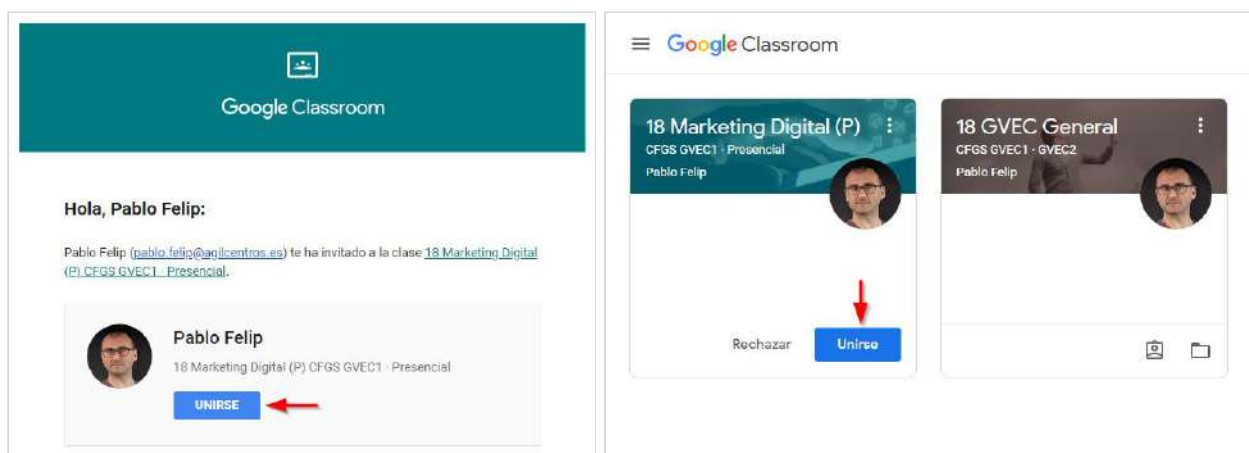 Google Classroom
Hola, Pablo Felip:
Pablo Felip (pablo.felip@agilcentros.es) te ha invitado a la clase 18 Marketing Digital
(P) CFGS GVEC1 · Presencial.
Pablo Felip
18 Marketing Digital (P) CFGS GVEC1 · Presencial
UNIRSE
Google Classroom
18 Marketing Digital (P)
CFGS GVEC1 · Presencial
Pablo Felip
Rechazar
Unirse
18 GVEC General
CFGS GVEC1 · GVEC2
Pablo Felip